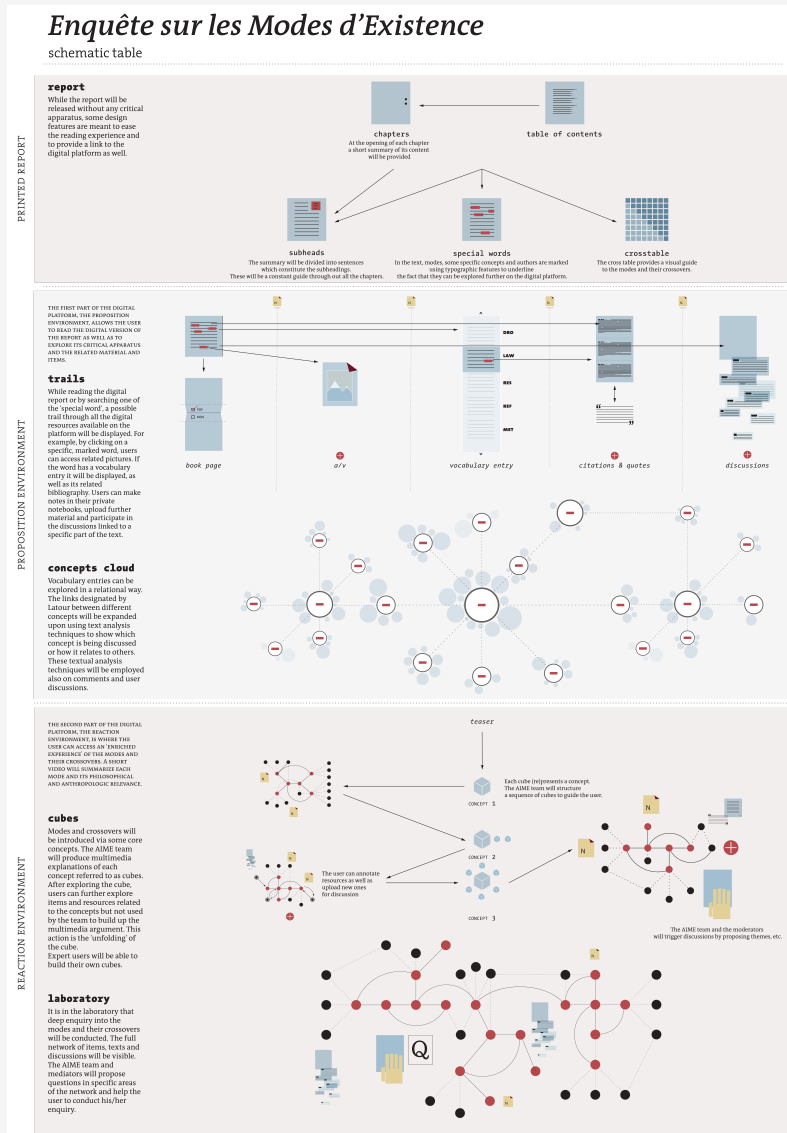 Enquête sur les Modes d’Existence
schematic table
PRINTED REPORT
report
While the report will be
released without any critical
apparatus, some design
features are meant to ease
the reading experience and
to provide a link to the
digital platform as well.
chapters
At the opening of each chapter
a short summary of its content
will be provided
table of contents
subheads
The summary will be divided into sentences
which constitute the subheadings.
These will be a constant guide through out all the chapters.
special words
In the text, modes, some specific concepts and authors are marked
using typographic features to underline
the fact that they can be explored further on the digital platform.
crosstable
The cross table provides a visual guide
to the modes and their crossovers.
PROPOSITION ENVIRONMENT
THE FIRST PART OF THE DIGITAL
PLATFORM, THE PROPOSITION
ENVIRONMENT, ALLOWS THE USER
TO READ THE DIGITAL VERSION OF
THE REPORT AS WELL AS TO
EXPLORE ITS CRITICAL APPARATUS
AND THE RELATED MATERIAL AND
ITEMS.
trails
While reading the digital
report or by searching one of
the 'special word', a possible
trail through all the digital
resources available on the
platform will be displayed. For
example, by clicking on a
specific, marked word, users
can access related pictures. If
the word has a vocabulary
entry it will be displayed, as
well as its related
bibliography. Users can make
notes in their private
notebooks, upload further
material and participate in
the discussions linked to a
specific part of the text.
DRO
LAW
RES
REF
MET
“
”
book page
a/v
vocabulary entry
citations & quotes
discussions
concepts cloud
Vocabulary entries can be
explored in a relational way.
The links designated by
Latour between different
concepts will be expanded
upon using text analysis
techniques to show which
concept is being discussed
or how it relates to others.
These textual analysis
techniques will be employed
also on comments and user
discussions.
REACTION ENVIRONMENT
THE SECOND PART OF THE DIGITAL
PLATFORM, THE REACTION
ENVIRONMENT, IS WHERE THE
USER CAN ACCESS AN 'ENRICHED
EXPERIENCE' OF THE MODES AND
THEIR CROSSOVERS. A SHORT
VIDEO WILL SUMMARIZE EACH
MODE AND ITS PHILOSOPHICAL
AND ANTHROPOLOGIC RELEVANCE.
teaser
Each cube (re)presents a concept.
The AIME team will structure
a sequence of cubes to guide the user.
CONCEPT 1
CONCEPT 2
CONCEPT 3
The user can annotate
resources as well as
upload new ones
for discussion
N
N
The AIME team and the moderators
will trigger discussions by proposing themes, etc.
cubes
Modes and crossovers will
be introduced via some core
concepts. The AIME team
will produce multimedia
explanations of each
concept referred to as cubes.
After exploring the cube,
users can further explore
items and resources related
to the concepts but not used
by the team to build up the
multimedia argument. This
action is the 'unfolding' of
the cube.
Expert users will be able to
build their own cubes.
laboratory
It is in the laboratory that
deep enquiry into the
modes and their crossovers
will be conducted. The full
network of items, texts and
discussions will be visible.
The AIME team and
mediators will propose
questions in specific areas
of the network and help the
user to conduct his/her
enquiry.
Q